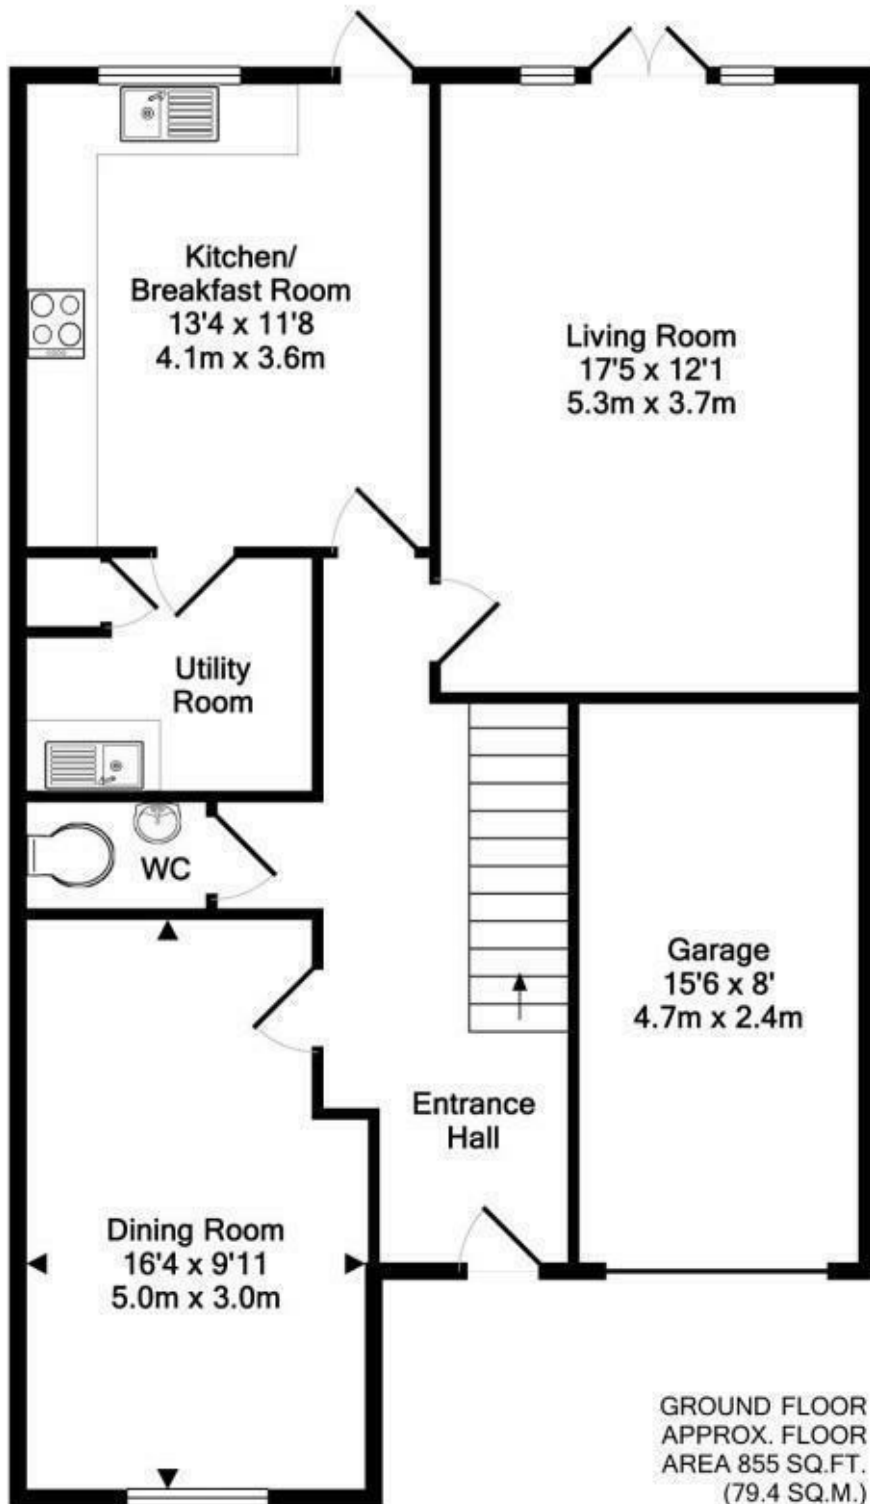 Kitchen/
Breakfast Room
13'4 x 11'8
4.1m x 3.6m
Living Room
17'5 x 12'1
5.3m x 3.7m
Utility
Room
WC
Garage
15'6 x 8'
4.7m x 2.4m
Entrance
Hall
Dining Room
16'4 x 9'11
5.0m x 3.0m
GROUND FLOOR
APPROX. FLOOR
AREA 855 SQ.FT.
(79.4 SQ.M.)